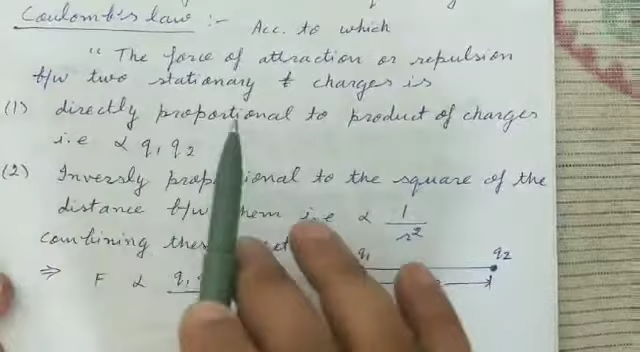 Coulomb's law :- Acc. to which
" The force of attraction or repulsion
b/w two stationary charges is
(1) directly proportional to product of charges
i.e ∝ q1 q2
(2) Inversly proportional to the square of the
distance b/w them i.e ∝ 1/r²
combining
q1 q2
⇒ F ∝ q1